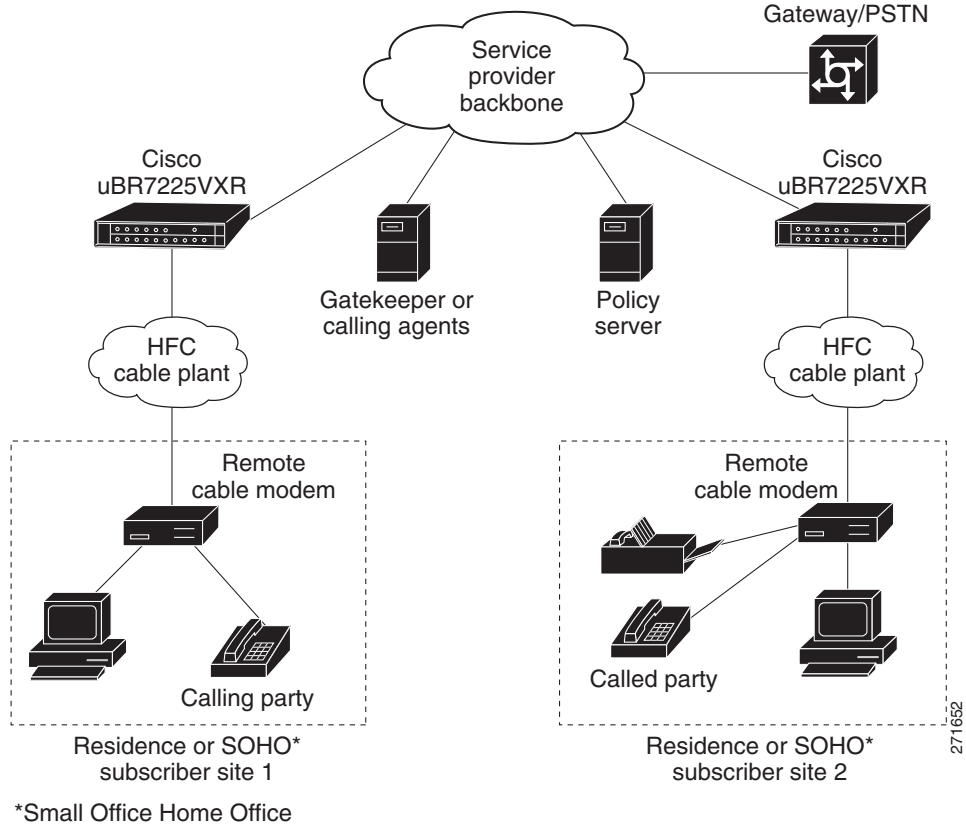 Gateway/PSTN
Service
provider
backbone
Cisco
uBR7225VXR
Cisco
uBR7225VXR
Gatekeeper or
calling agents
Policy
server
HFC
cable plant
HFC
cable plant
Remote
cable modem
Remote
cable modem
Calling party
Called party
Residence or SOHO*
subscriber site 1
Residence or SOHO*
subscriber site 2
271652
*Small Office Home Office